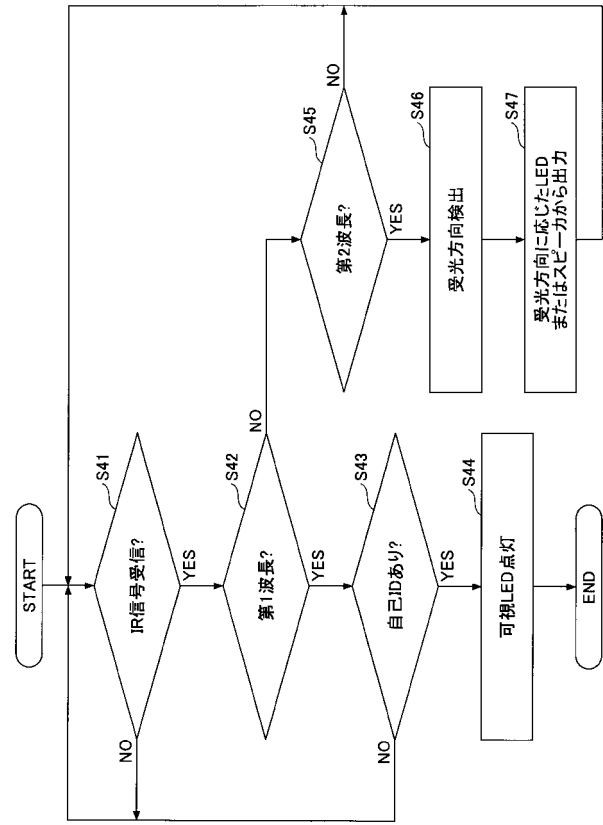 START
S41
IR信号受信?
NO
YES
S42
第1波長?
NO
YES
S43
自己IDあり?
NO
YES
S44
可視LED点灯
END
S45
第2波長?
NO
YES
S46
受光方向検出
S47
受光方向に応じたLED
またはスピーカから出力